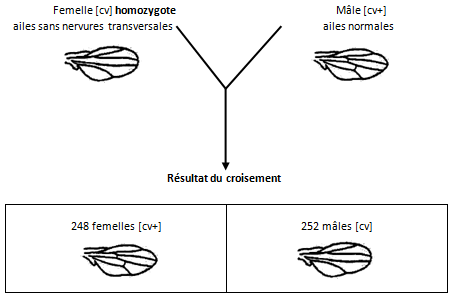 Femelle [cv] homozygote
ailes sans nervures transversales
Mâle [cv+]
ailes normales
Résultat du croisement
248 femelles [cv+]
252 mâles [cv]